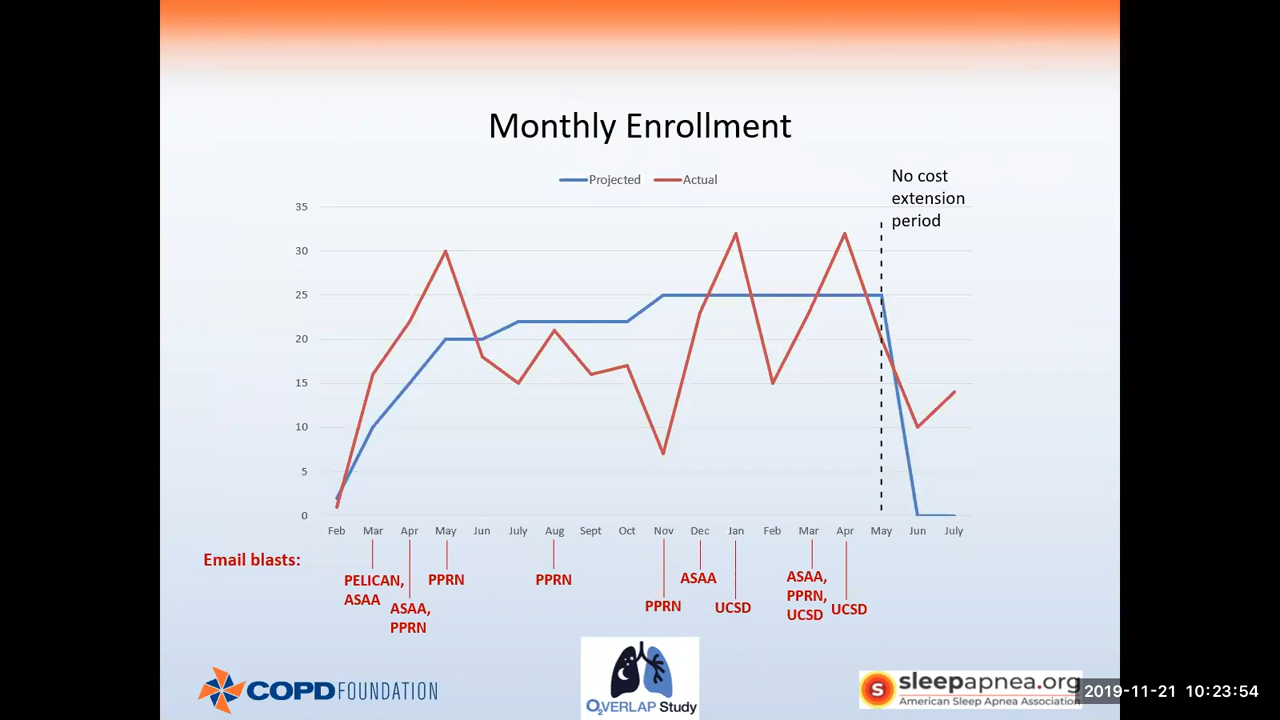 Monthly Enrollment
Projected Actual
No cost
extension
period
35
30
25
20
15
10
5
0
Feb Mar Apr May Jun July Aug Sept Oct Nov Dec Jan Feb Mar Apr May Jun July
Email blasts:
PELICAN,
ASAA
ASAA,
PPRN
PPRN
PPRN
PPRN
ASAA
UCSD
ASAA,
PPRN,
UCSD
UCSD
COPD FOUNDATION
O2VERLAP Study
S sleepapnea.org
American Sleep Apnea Association
2019-11-21 10:23:54